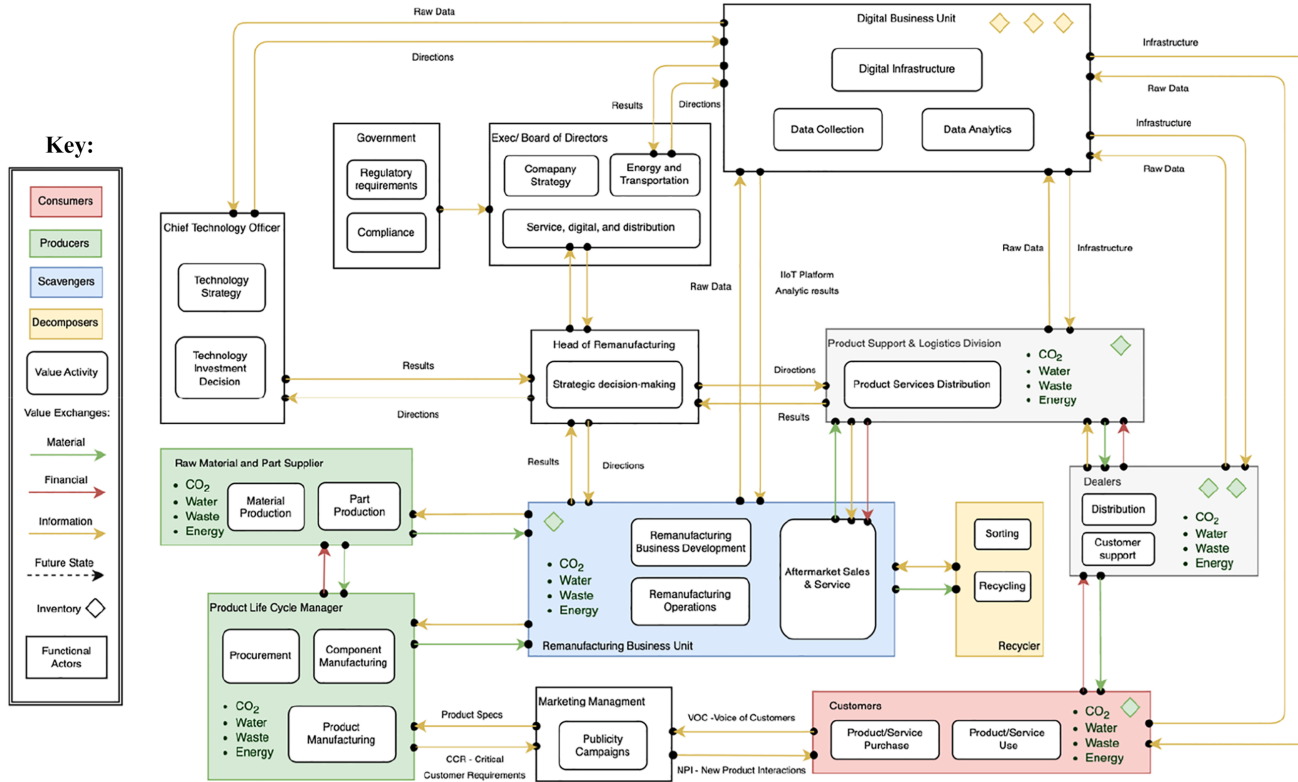 Key:
Consumers
Producers
Scavengers
Decomposers
Value Activity
Value Exchanges:
Material
Financial
Information
Future State
Inventory
Functional
Actors
Raw Data
Directions
Digital Business Unit
Digital Infrastructure
Data Collection
Data Analytics
Infrastructure
Raw Data
Infrastructure
Raw Data
Results
Directions
Government
Regulatory
requirements
Compliance
Exec/ Board of Directors
Comapany
Strategy
Energy and
Transportation
Service, digital, and distribution
Chief Technology Officer
Technology
Strategy
Technology
Investment
Decision
Raw Data
IIoT Platform
Analytic results
Raw Data
Infrastructure
Results
Directions
Head of Remanufacturing
Strategic decision-making
Directions
Results
Product Support & Logistics Division
Product Services Distribution
• CO2
• Water
• Waste
• Energy
Results
Directions
Raw Material and Part Supplier
• CO2
• Water
• Waste
• Energy
Material
Production
Part
Production
• CO2
• Water
• Waste
• Energy
Remanufacturing
Business Development
Remanufacturing
Operations
Aftermarket Sales
& Service
Remanufacturing Business Unit
Sorting
Recycling
Recycler
Dealers
Distribution
Customer
support
• CO2
• Water
• Waste
• Energy
Product Life Cycle Manager
Procurement
Component
Manufacturing
• CO2
• Water
• Waste
• Energy
Product
Manufacturing
Product Specs
CCR - Critical
Customer Requirements
Marketing Managment
Publicity
Campaigns
VOC -Voice of Customers
NPI - New Product Interactions
Customers
Product/Service
Purchase
Product/Service
Use
• CO2
• Water
• Waste
• Energy